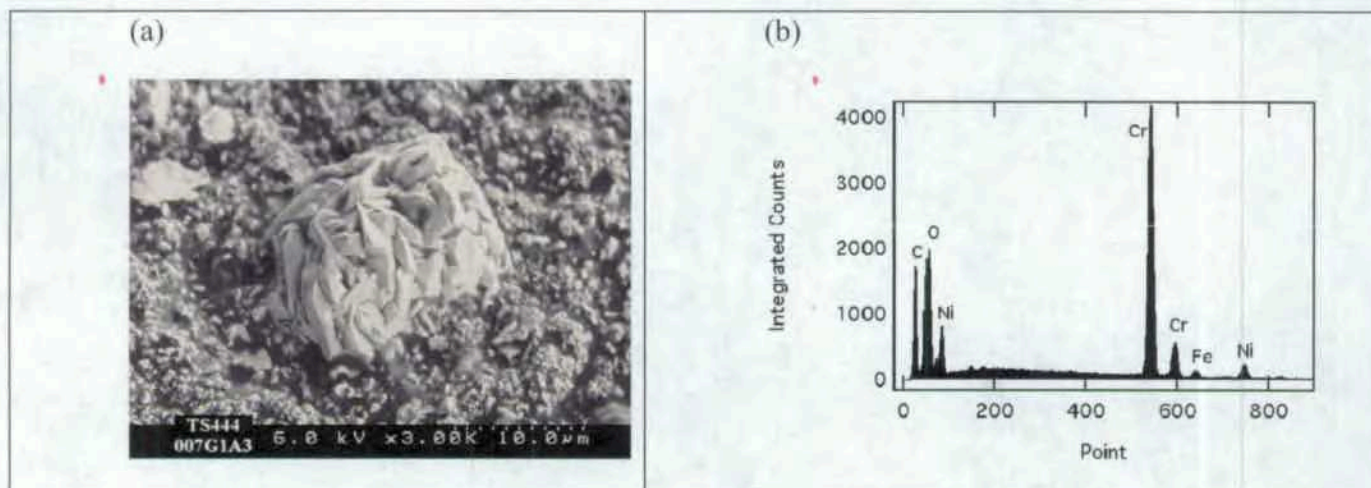 (a)
TS444
007G1A3
6.0 kV x3.00K 10.0µm
(b)
Integrated Counts
4000
3000
2000
1000
0
C
O
Ni
Cr
Cr
Fe
Ni
0 200 400 600 800
Point